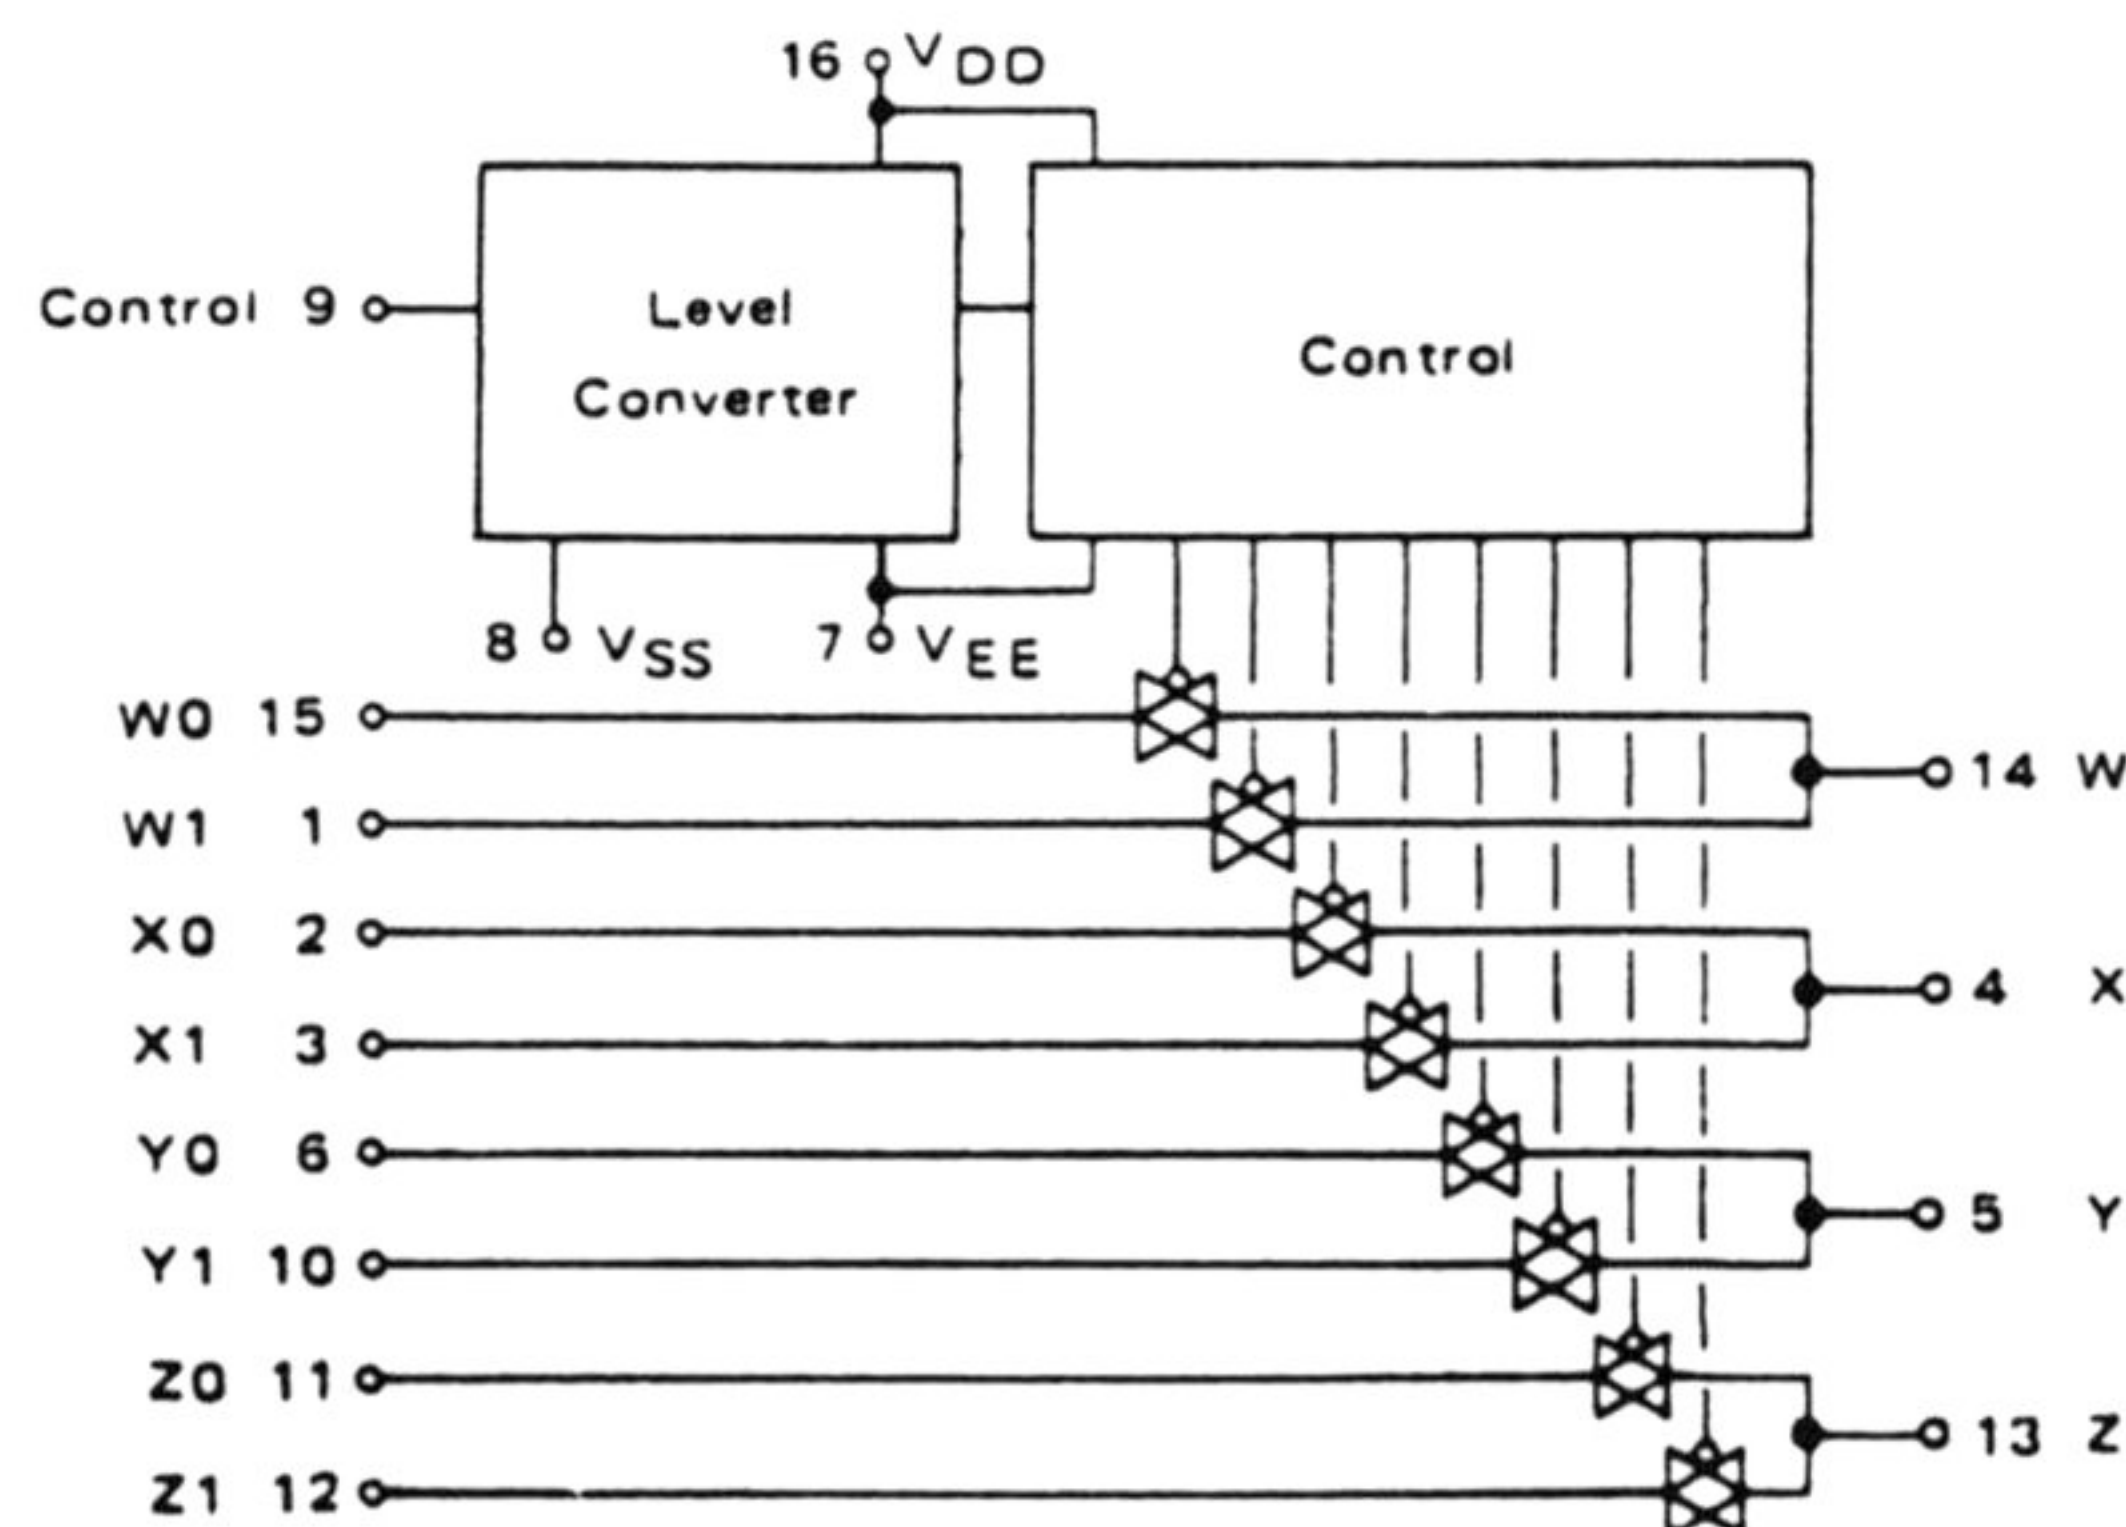 16 VDD
Control 9
Level
Converter
Control
8 VSS
7 VEE
W0 15
14 W
W1 1
X0 2
4 X
X1 3
Y0 6
5 Y
Y1 10
Z0 11
13 Z
Z1 12